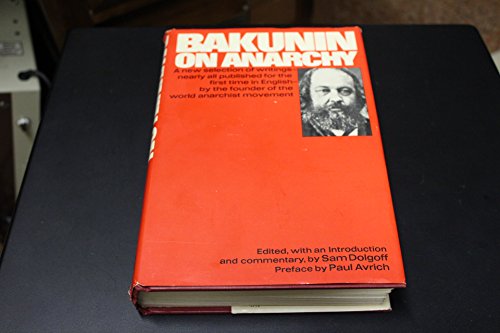 BAKUNIN
ON ANARCHY
A new selection of writings
nearly all published for the
first time in English-
by the founder of the
world anarchist movement
Edited, with an Introduction
and commentary, by Sam Dolgoff
Preface by Paul Avrich